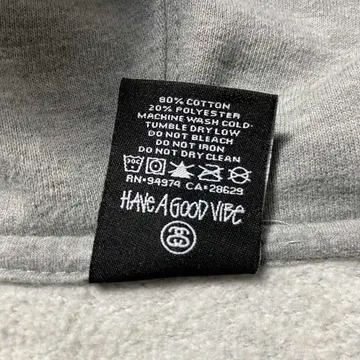 80% COTTON
20% POLYESTER
MACHINE WASH COLD
TUMBLE DRY LOW
DO NOT BLEACH
DO NOT IRON
DO NOT DRY CLEAN
RN#94974 CA#28629
HAVE A GOOD VIBE